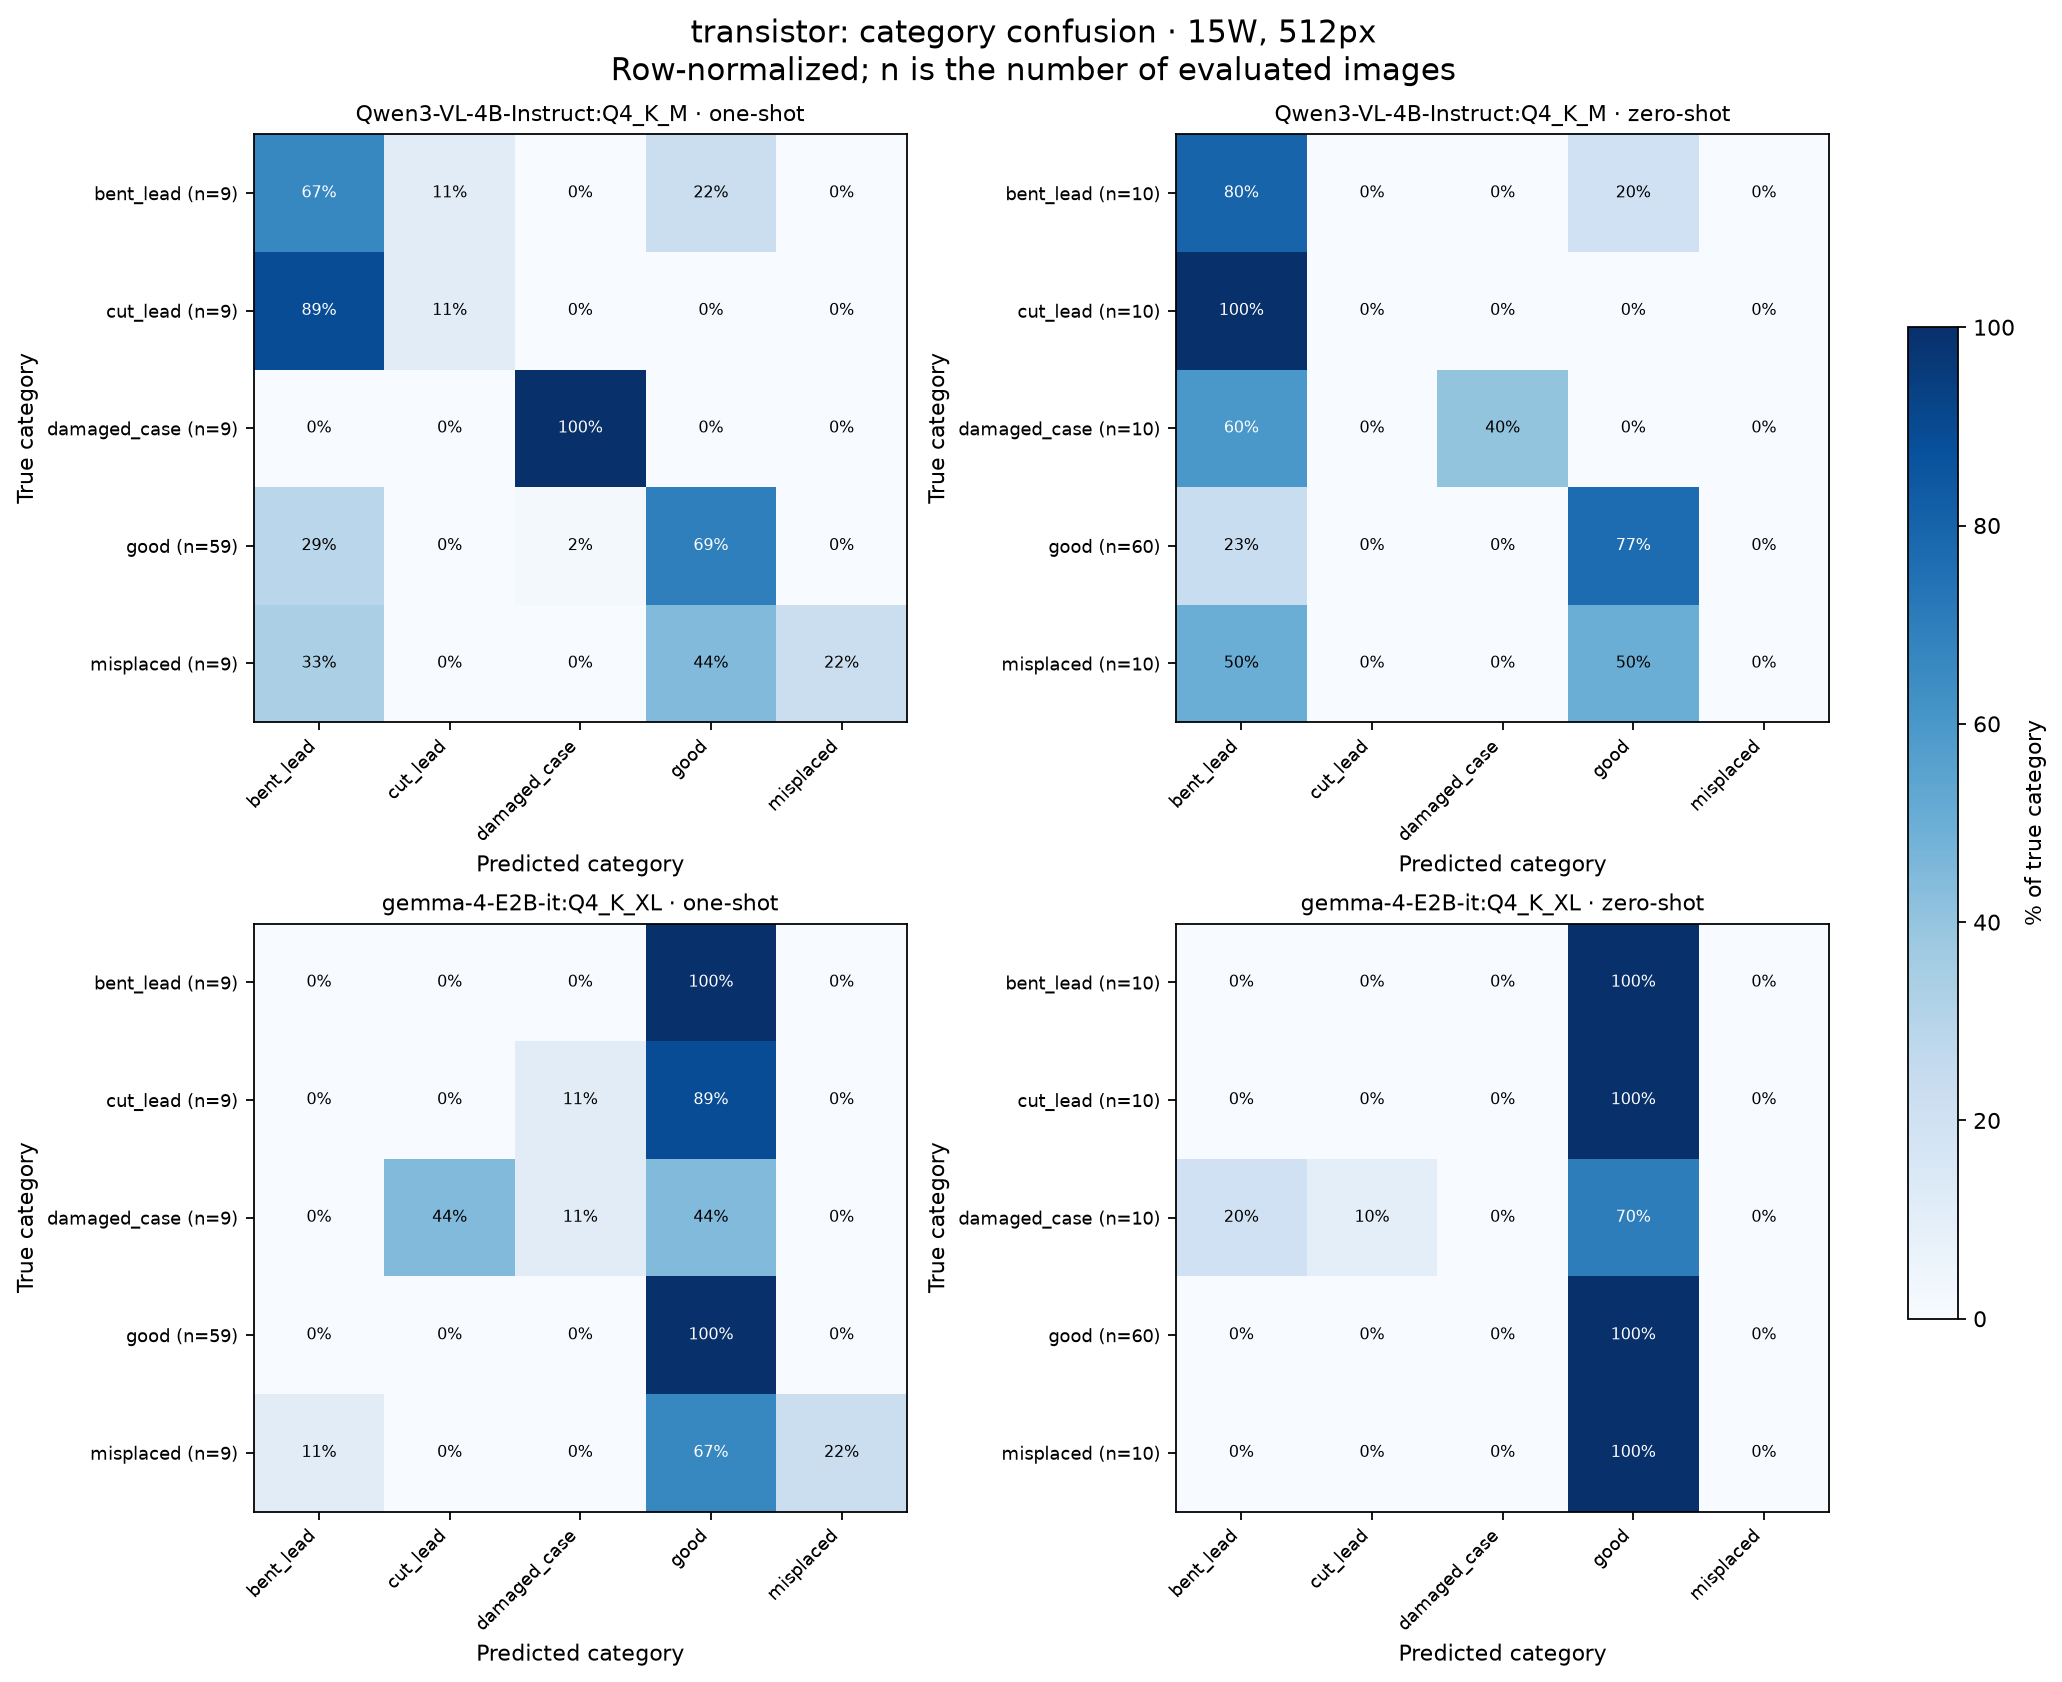 transistor: category confusion · 15W, 512px
Row-normalized; n is the number of evaluated images
Qwen3-VL-4B-Instruct:Q4_K_M · one-shot
True category
bent_lead (n=9) 67% 11% 0% 22% 0%
cut_lead (n=9) 89% 11% 0% 0% 0%
damaged_case (n=9) 0% 0% 100% 0% 0%
good (n=59) 29% 0% 2% 69% 0%
misplaced (n=9) 33% 0% 0% 44% 22%
bent_lead cut_lead damaged_case good misplaced
Predicted category
Qwen3-VL-4B-Instruct:Q4_K_M · zero-shot
True category
bent_lead (n=10) 80% 0% 0% 20% 0%
cut_lead (n=10) 100% 0% 0% 0% 0%
damaged_case (n=10) 60% 0% 40% 0% 0%
good (n=60) 23% 0% 0% 77% 0%
misplaced (n=10) 50% 0% 0% 50% 0%
bent_lead cut_lead damaged_case good misplaced
Predicted category
gemma-4-E2B-it:Q4_K_XL · one-shot
True category
bent_lead (n=9) 0% 0% 0% 100% 0%
cut_lead (n=9) 0% 0% 11% 89% 0%
damaged_case (n=9) 0% 44% 11% 44% 0%
good (n=59) 0% 0% 0% 100% 0%
misplaced (n=9) 11% 0% 0% 67% 22%
bent_lead cut_lead damaged_case good misplaced
Predicted category
gemma-4-E2B-it:Q4_K_XL · zero-shot
True category
bent_lead (n=10) 0% 0% 0% 100% 0%
cut_lead (n=10) 0% 0% 0% 100% 0%
damaged_case (n=10) 20% 10% 0% 70% 0%
good (n=60) 0% 0% 0% 100% 0%
misplaced (n=10) 0% 0% 0% 100% 0%
bent_lead cut_lead damaged_case good misplaced
Predicted category
100
80
60
40
20
0
% of true category